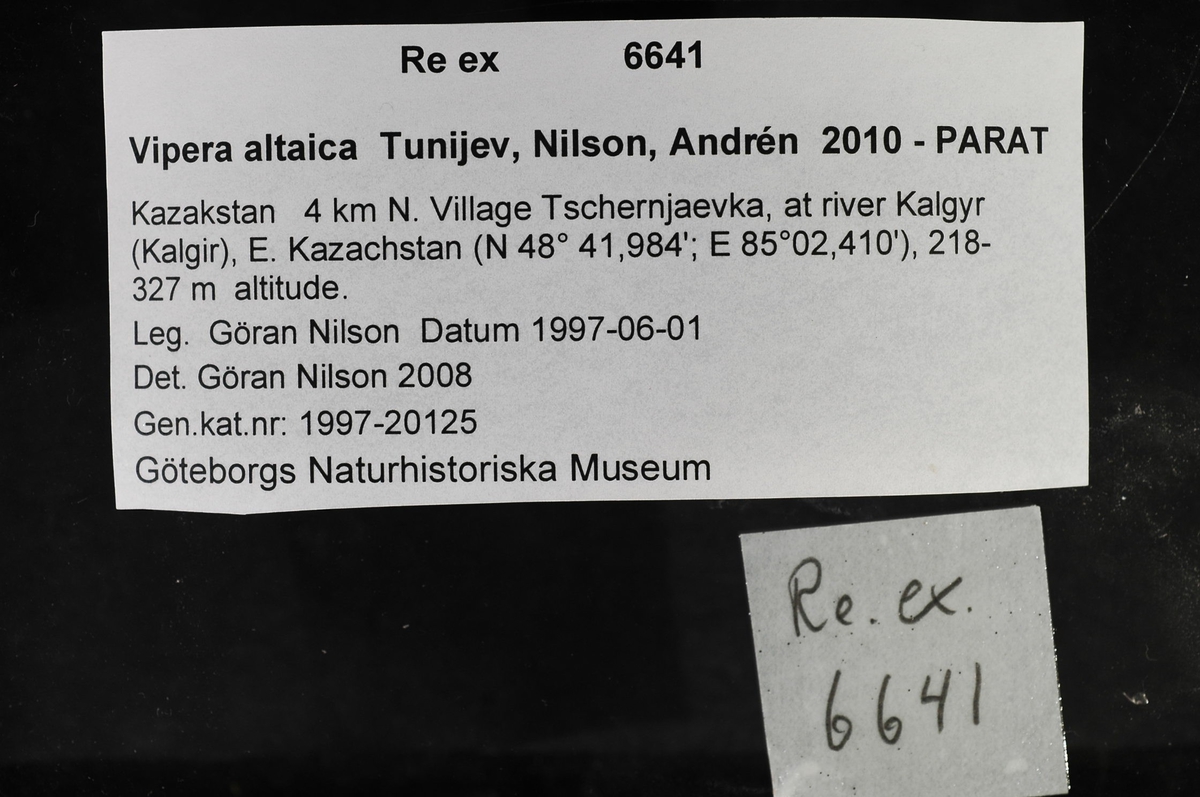 Re ex 6641
Vipera altaica Tunijev, Nilson, Andrén 2010 - PARAT
Kazakstan 4 km N. Village Tschernjaevka, at river Kalgyr
(Kalgir), E. Kazachstan (N 48° 41,984'; E 85°02,410'), 218-
327 m altitude.
Leg. Göran Nilson Datum 1997-06-01
Det. Göran Nilson 2008
Gen.kat.nr: 1997-20125
Göteborgs Naturhistoriska Museum
Re. ex.
6641